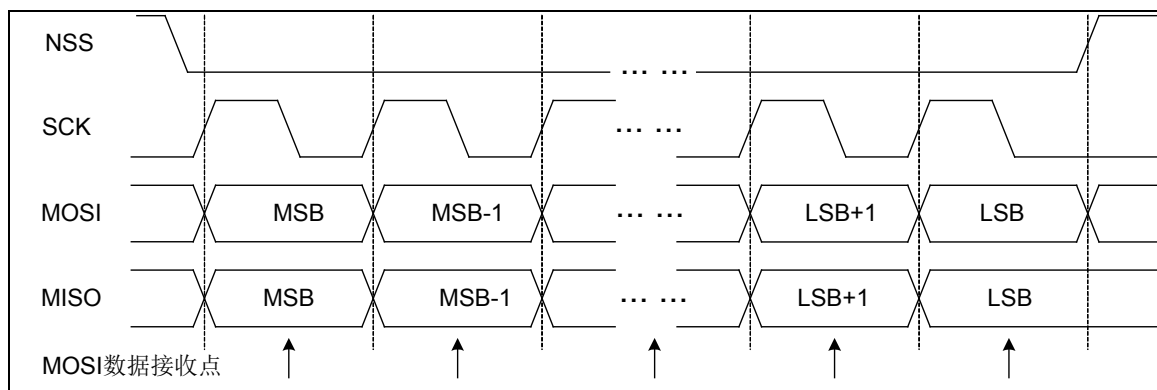 NSS
... ...
SCK
... ...
MOSI MSB MSB-1 ... ... LSB+1 LSB
MISO MSB MSB-1 ... ... LSB+1 LSB
MOSI数据接收点